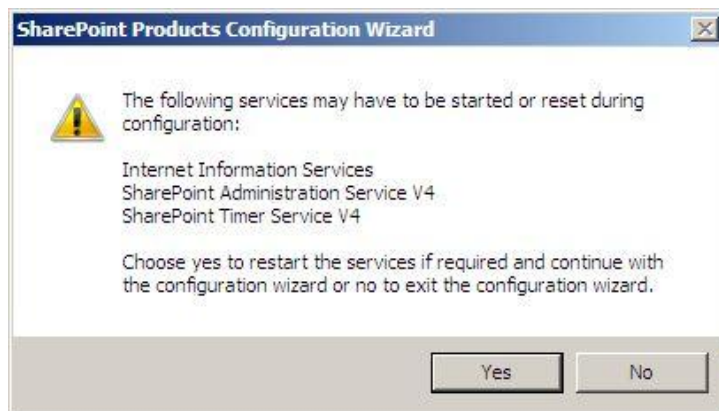 SharePoint Products Configuration Wizard
The following services may have to be started or reset during
configuration:
Internet Information Services
SharePoint Administration Service V4
SharePoint Timer Service V4
Choose yes to restart the services if required and continue with
the configuration wizard or no to exit the configuration wizard.
Yes No